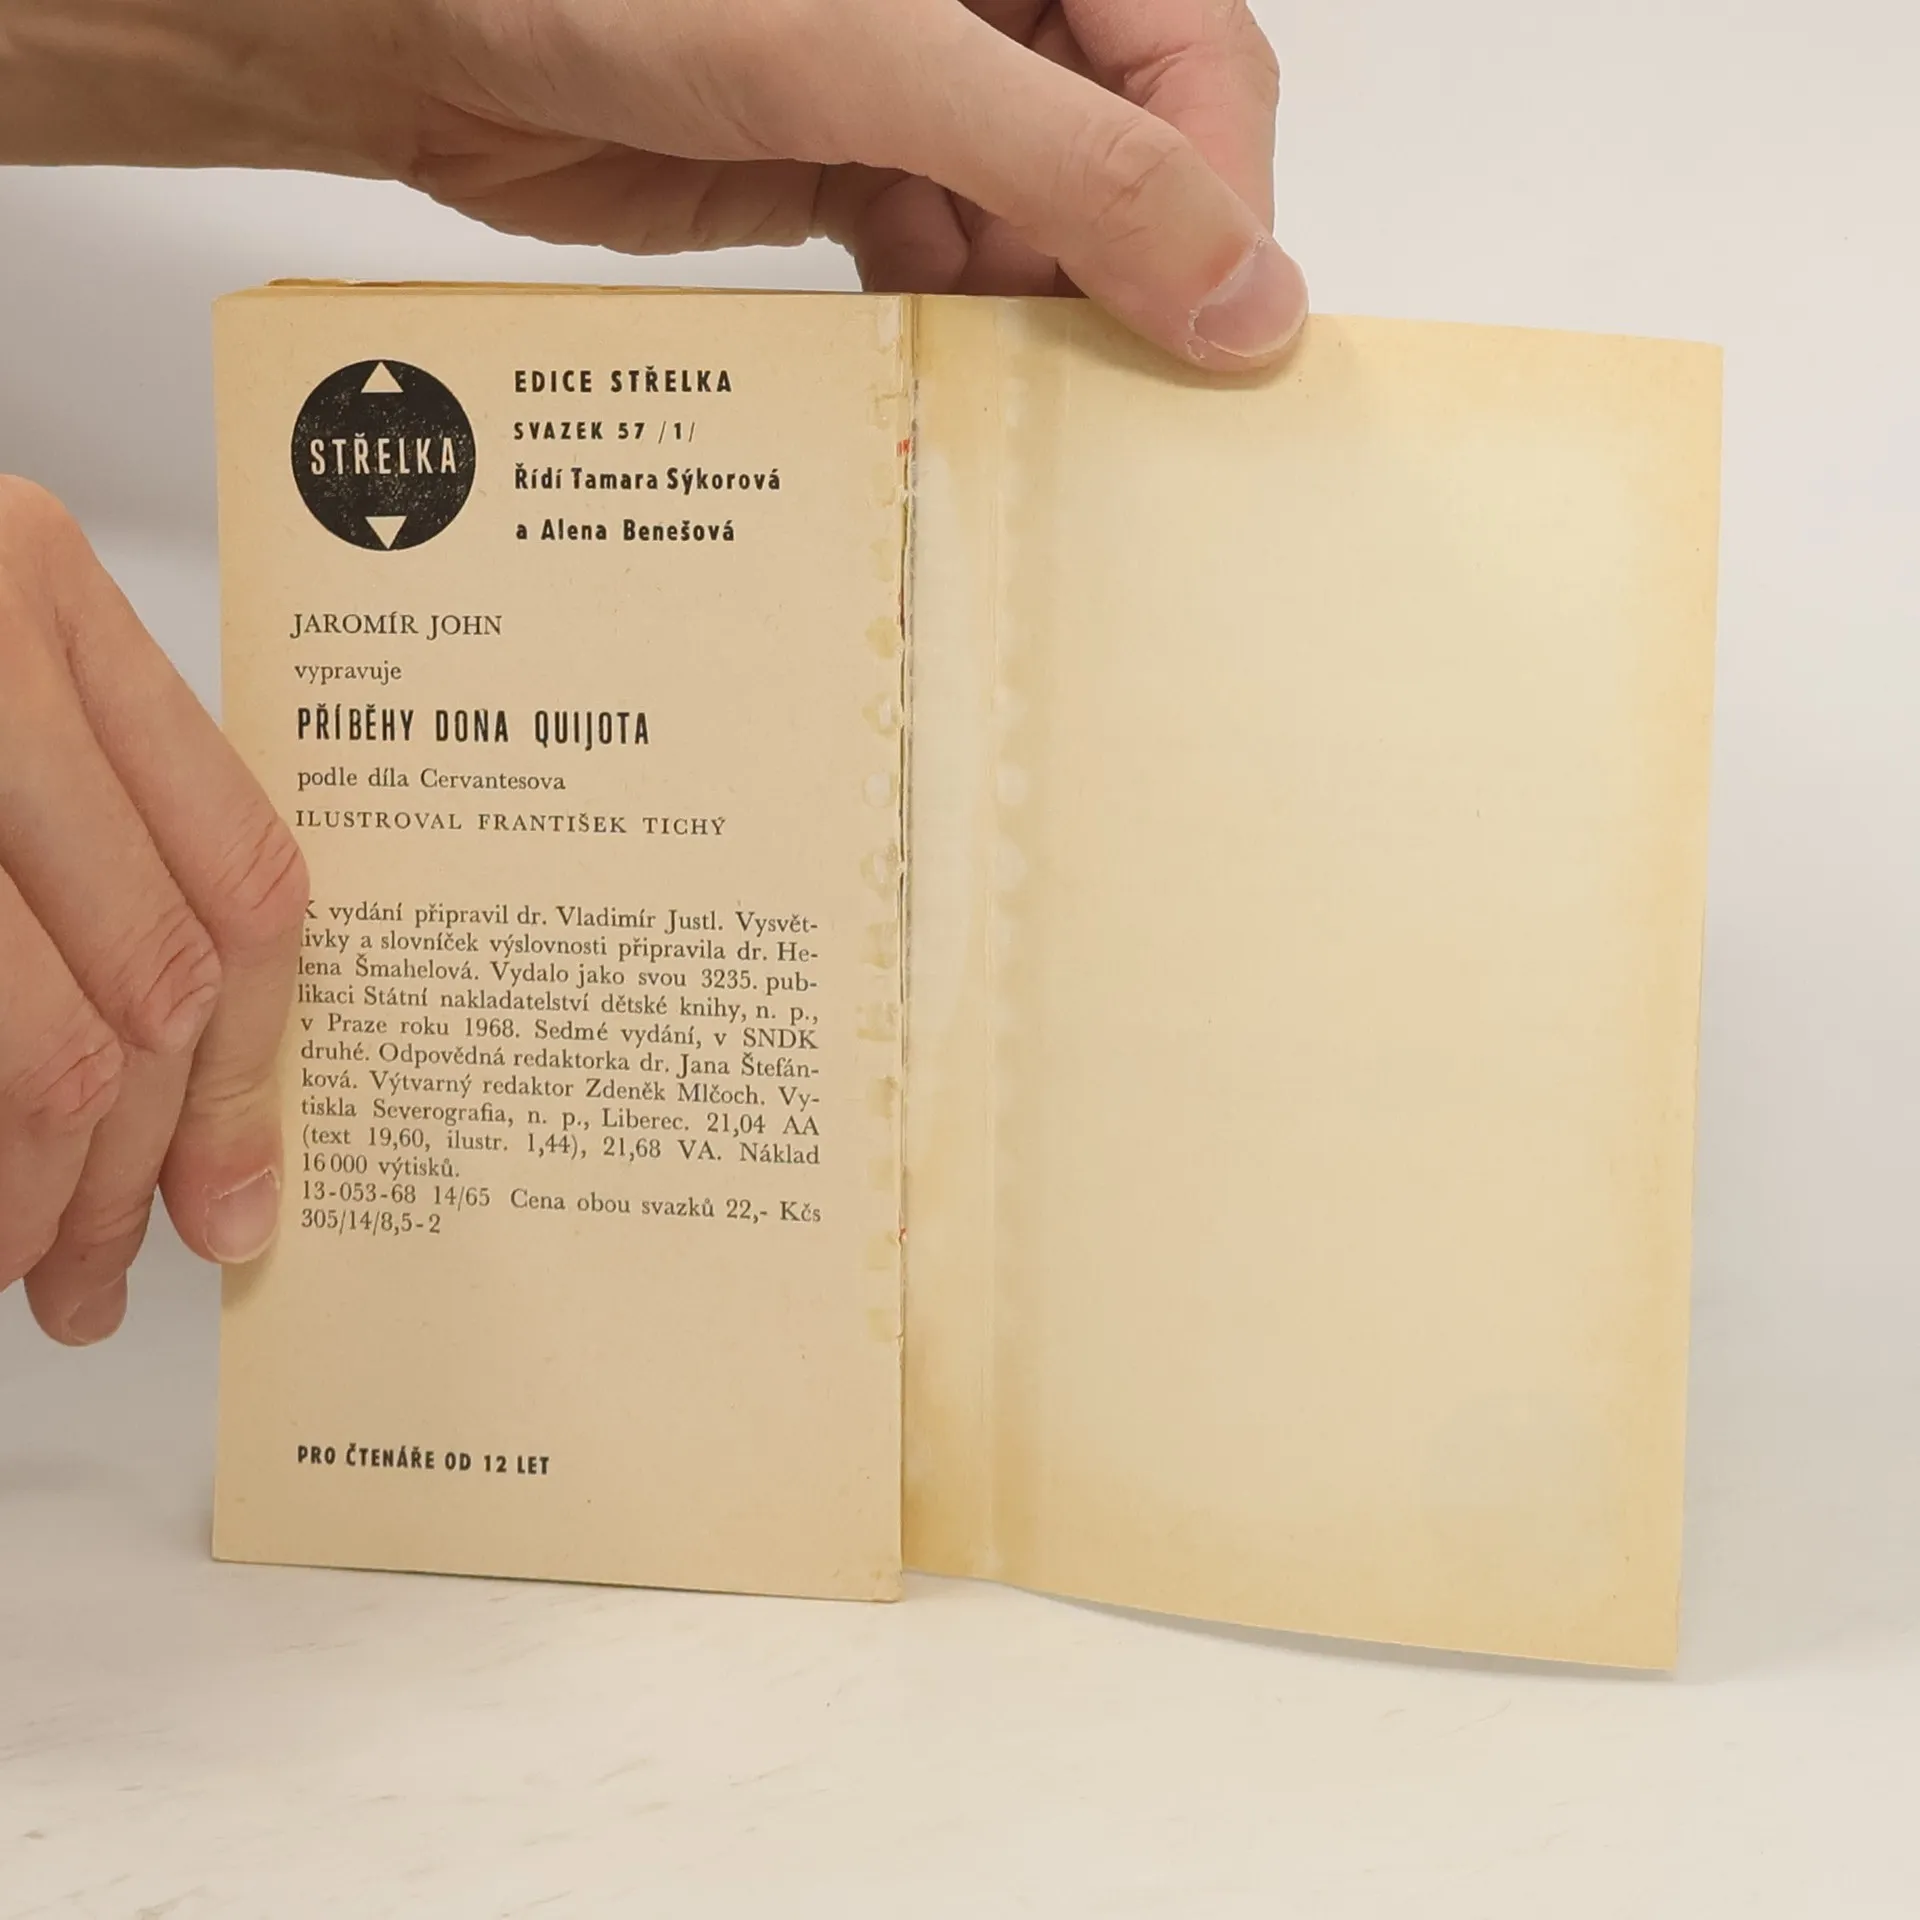 STŘELKA
EDICE STŘELKA
SVAZEK 57 /1/
Řídí Tamara Sýkorová
a Alena Benešová
JAROMÍR JOHN
vypravuje
PŘÍBĚHY DONA QUIJOTA
podle díla Cervantesova
ILUSTROVAL FRANTIŠEK TICHÝ
K vydání připravil dr. Vladimír Justl. Vysvět-
livky a slovníček výslovnosti připravila dr. He-
lena Šmahelová. Vydalo jako svou 3235. pub-
likaci Státní nakladatelství dětské knihy, n. p.,
v Praze roku 1968. Sedmé vydání, v SNDK
druhé. Odpovědná redaktorka dr. Jana Štefán-
ková. Výtvarný redaktor Zdeněk Mlčoch. Vy-
tiskla Severografia, n. p., Liberec. 21,04 AA
(text 19,60, ilustr. 1,44), 21,68 VA. Náklad
16 000 výtisků.
13-053-68 14/65 Cena obou svazků 22,- Kčs
305/14/8,5-2
PRO ČTENÁŘE OD 12 LET